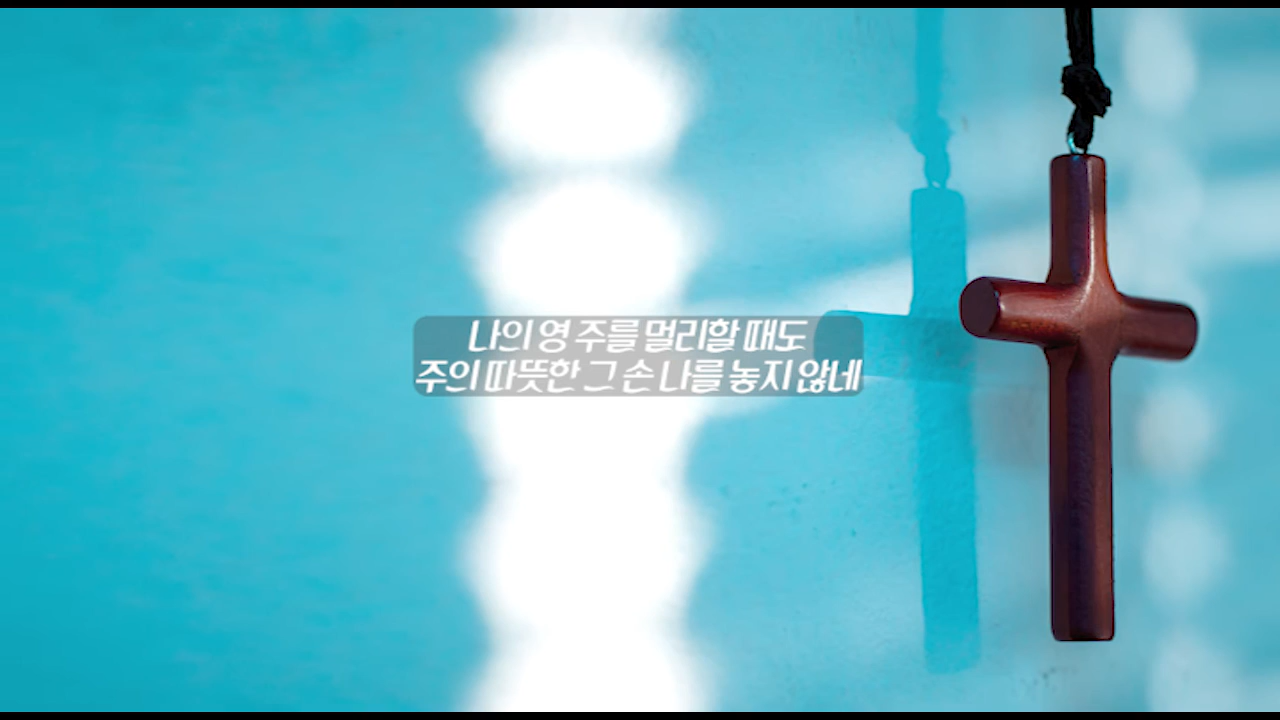 나의 영 주를 멀리할 때도
주의 따뜻한 그 손 나를 놓지 않네